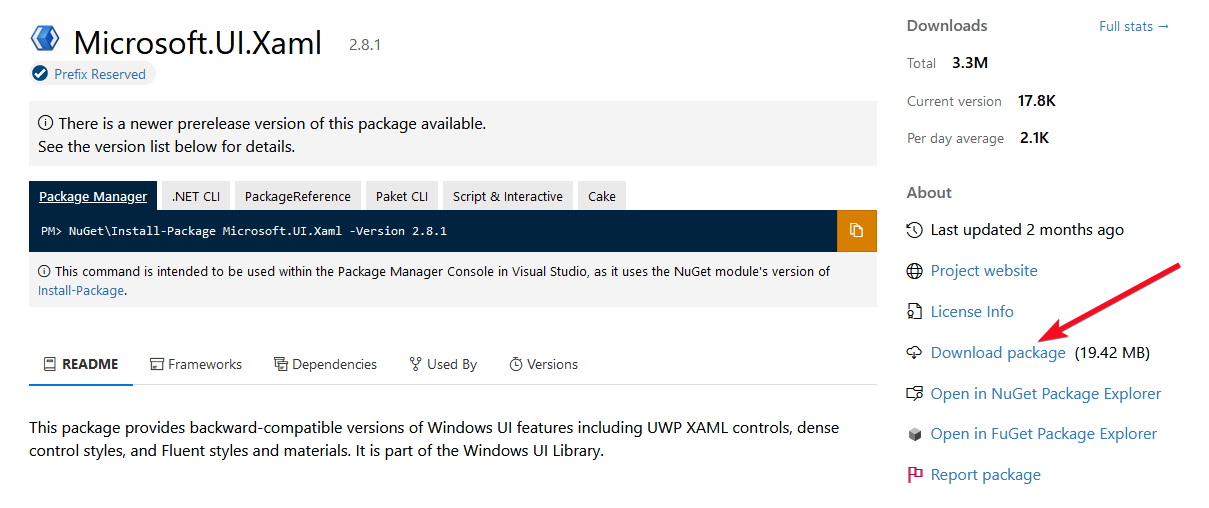 Microsoft.UI.Xaml 2.8.1
Prefix Reserved
There is a newer prerelease version of this package available.
See the version list below for details.
Package Manager .NET CLI PackageReference Paket CLI Script & Interactive Cake
PM> NuGet\Install-Package Microsoft.UI.Xaml -Version 2.8.1
This command is intended to be used within the Package Manager Console in Visual Studio, as it uses the NuGet module's version of
Install-Package.
README Frameworks Dependencies Used By Versions
This package provides backward-compatible versions of Windows UI features including UWP XAML controls, dense
control styles, and Fluent styles and materials. It is part of the Windows UI Library.
Downloads Full stats →
Total 3.3M
Current version 17.8K
Per day average 2.1K
About
Last updated 2 months ago
Project website
License Info
Download package (19.42 MB)
Open in NuGet Package Explorer
Open in FuGet Package Explorer
Report package